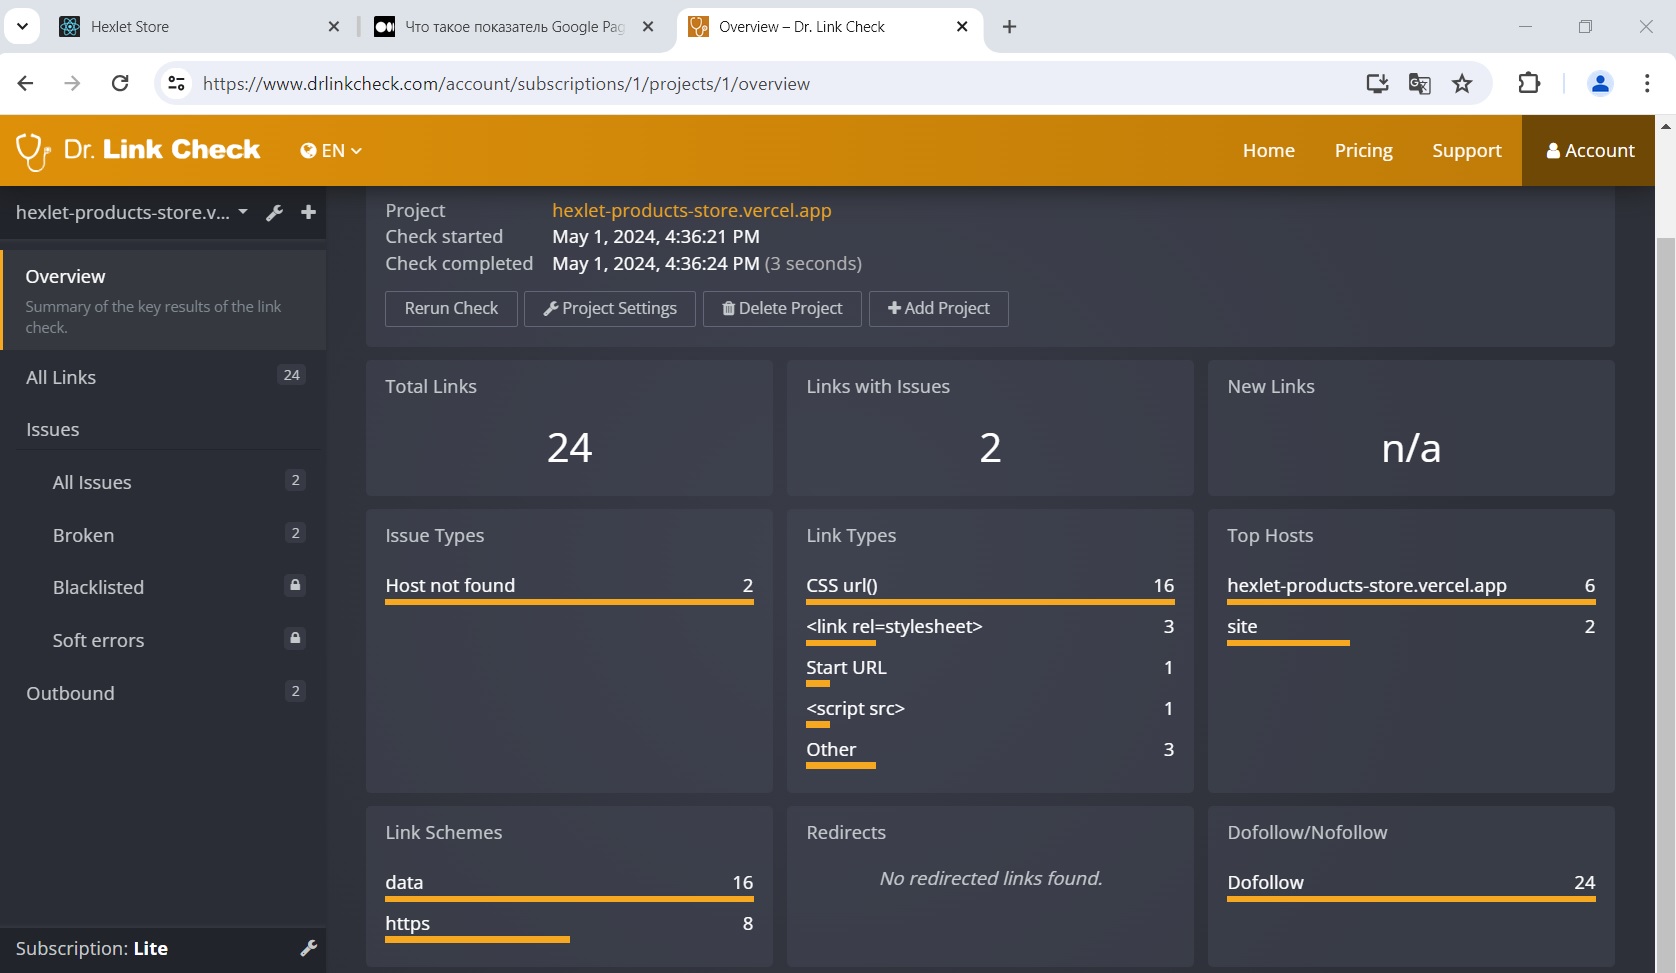 Hexlet Store
Что такое показатель Google Pag
Overview – Dr. Link Check
https://www.drlinkcheck.com/account/subscriptions/1/projects/1/overview
Dr. Link Check
EN
Home
Pricing
Support
Account
hexlet-products-store.v...
Overview
Summary of the key results of the link
check.
All Links 24
Issues
All Issues 2
Broken 2
Blacklisted
Soft errors
Outbound 2
Subscription: Lite
Project hexlet-products-store.vercel.app
Check started May 1, 2024, 4:36:21 PM
Check completed May 1, 2024, 4:36:24 PM (3 seconds)
Rerun Check
Project Settings
Delete Project
Add Project
Total Links
24
Links with Issues
2
New Links
n/a
Issue Types
Host not found 2
Link Types
CSS url() 16
<link rel=stylesheet> 3
Start URL 1
<script src> 1
Other 3
Top Hosts
hexlet-products-store.vercel.app 6
site 2
Link Schemes
data 16
https 8
Redirects
No redirected links found.
Dofollow/Nofollow
Dofollow 24